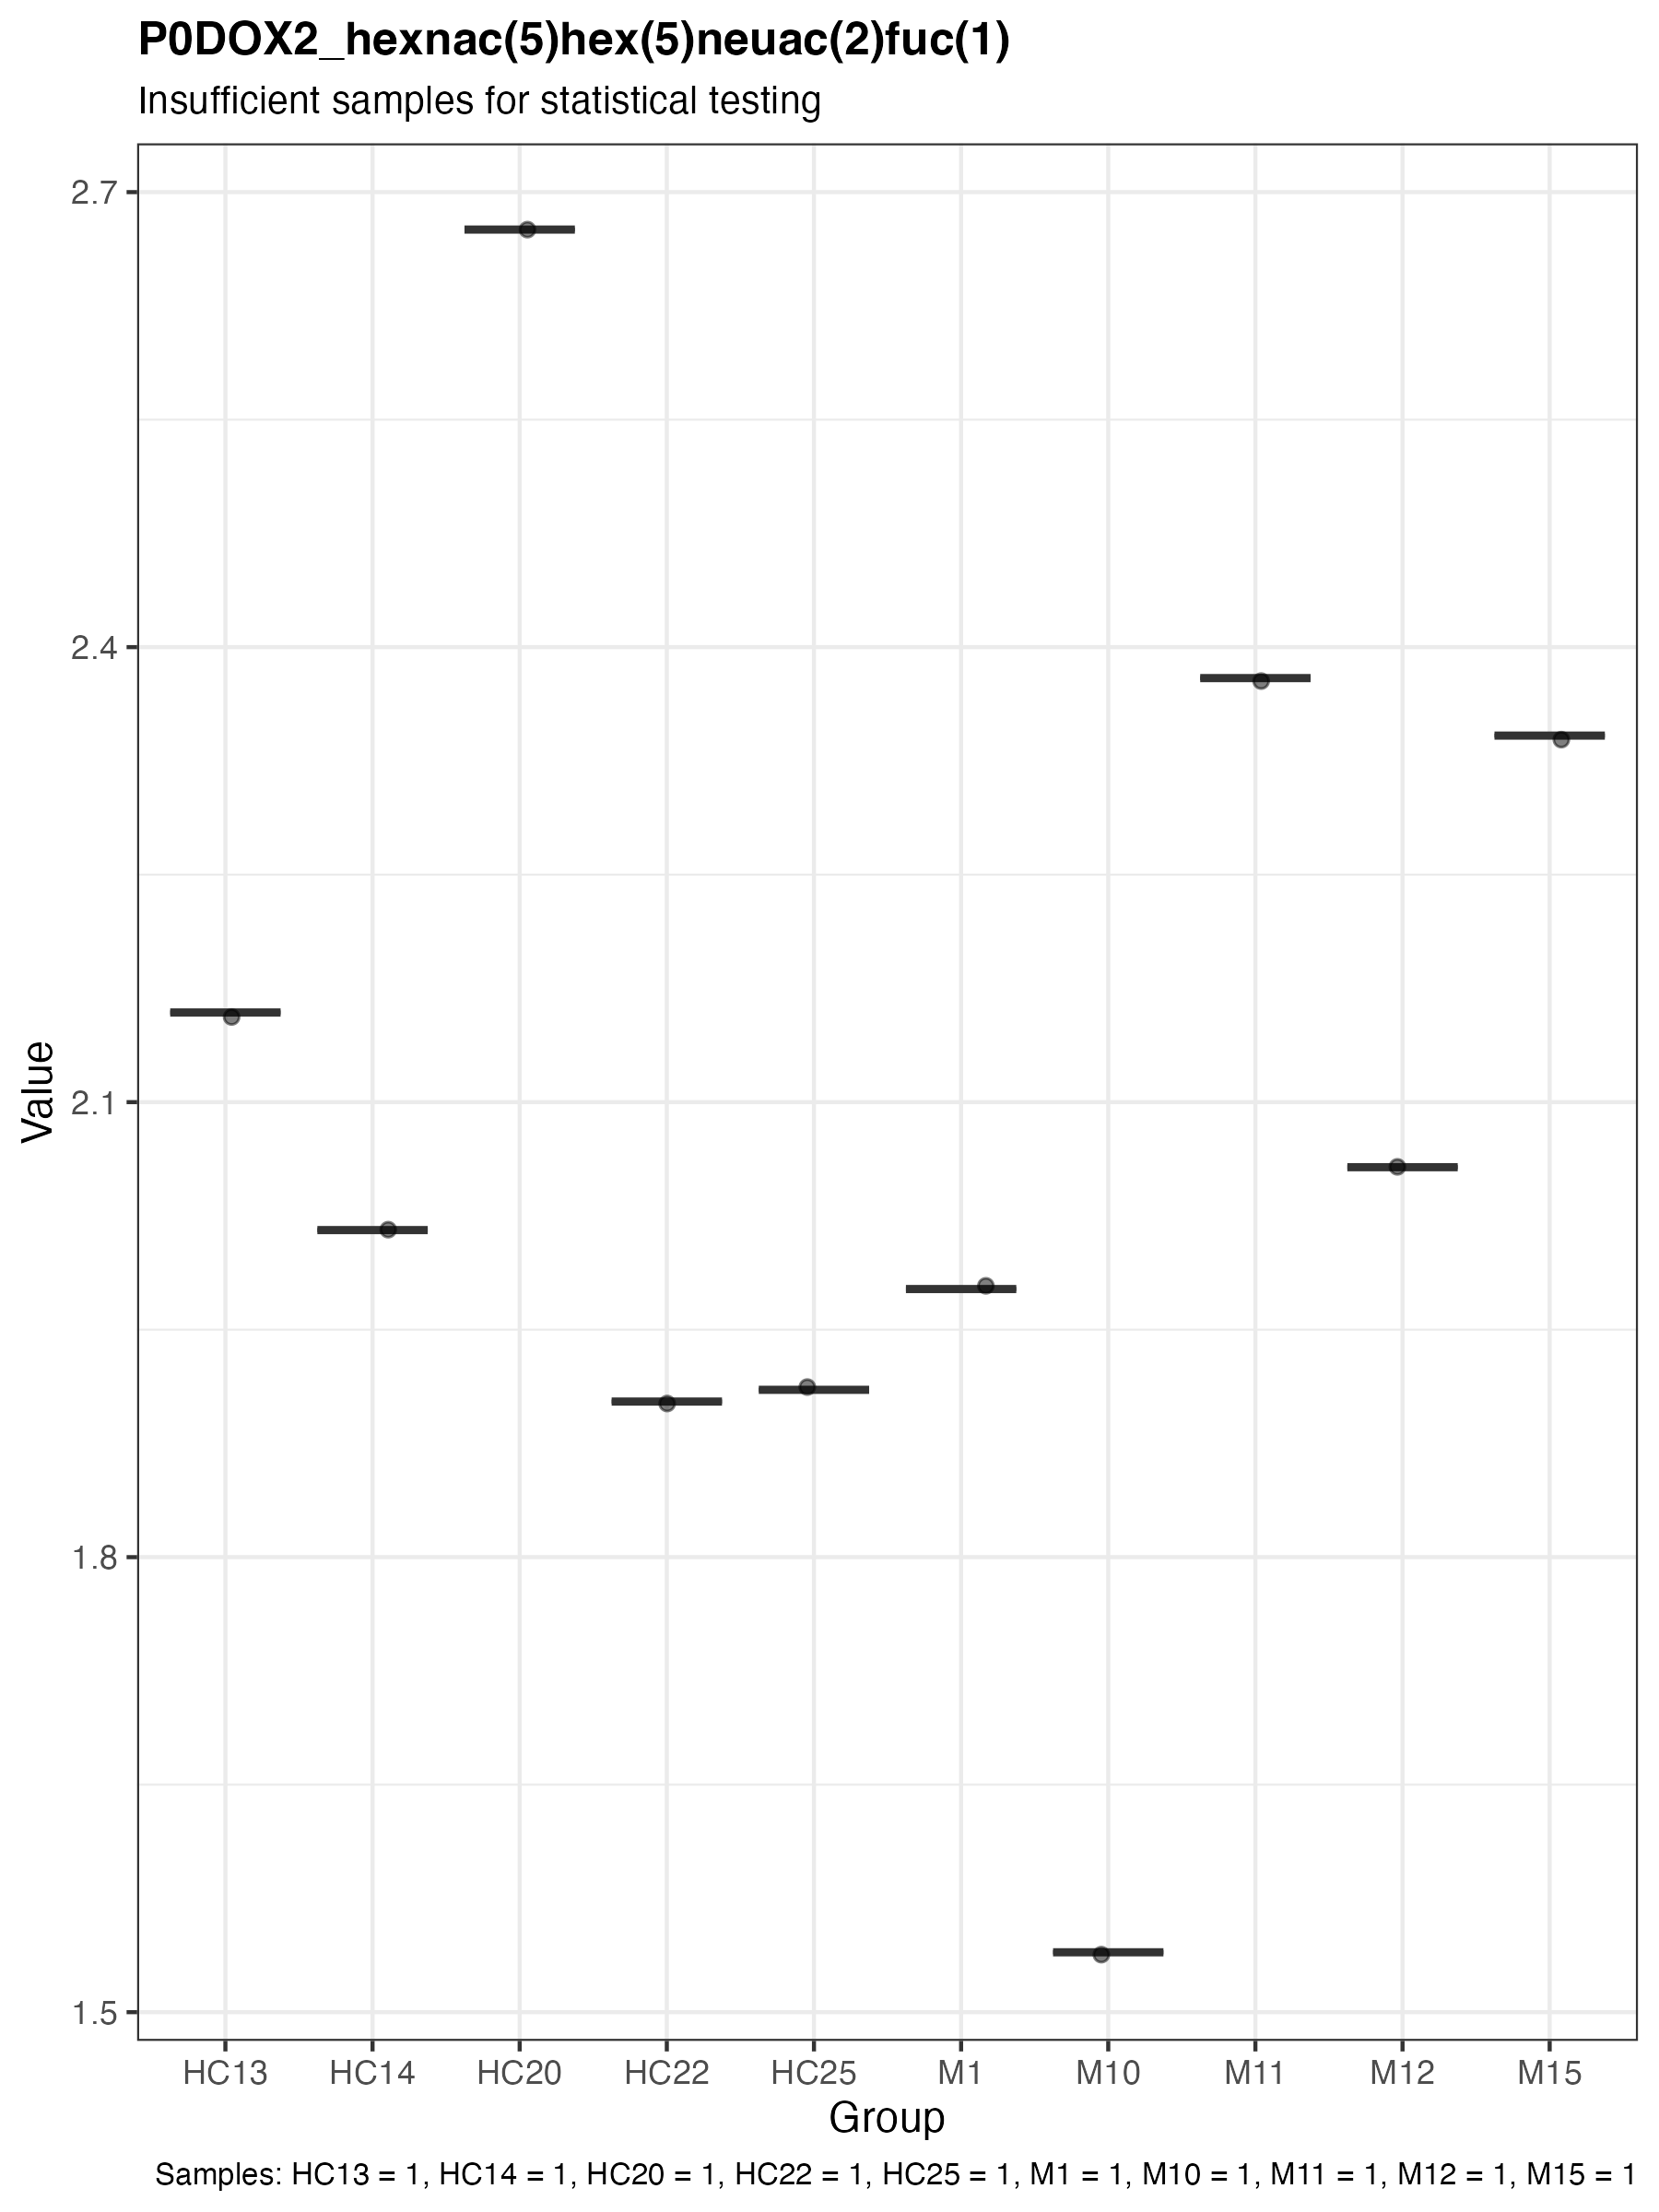 P0DOX2_hexnac(5)hex(5)neuac(2)fuc(1)
Insufficient samples for statistical testing
Value
2.7
2.4
2.1
1.8
1.5
HC13 HC14 HC20 HC22 HC25 M1 M10 M11 M12 M15
Group
Samples: HC13 = 1, HC14 = 1, HC20 = 1, HC22 = 1, HC25 = 1, M1 = 1, M10 = 1, M11 = 1, M12 = 1, M15 = 1